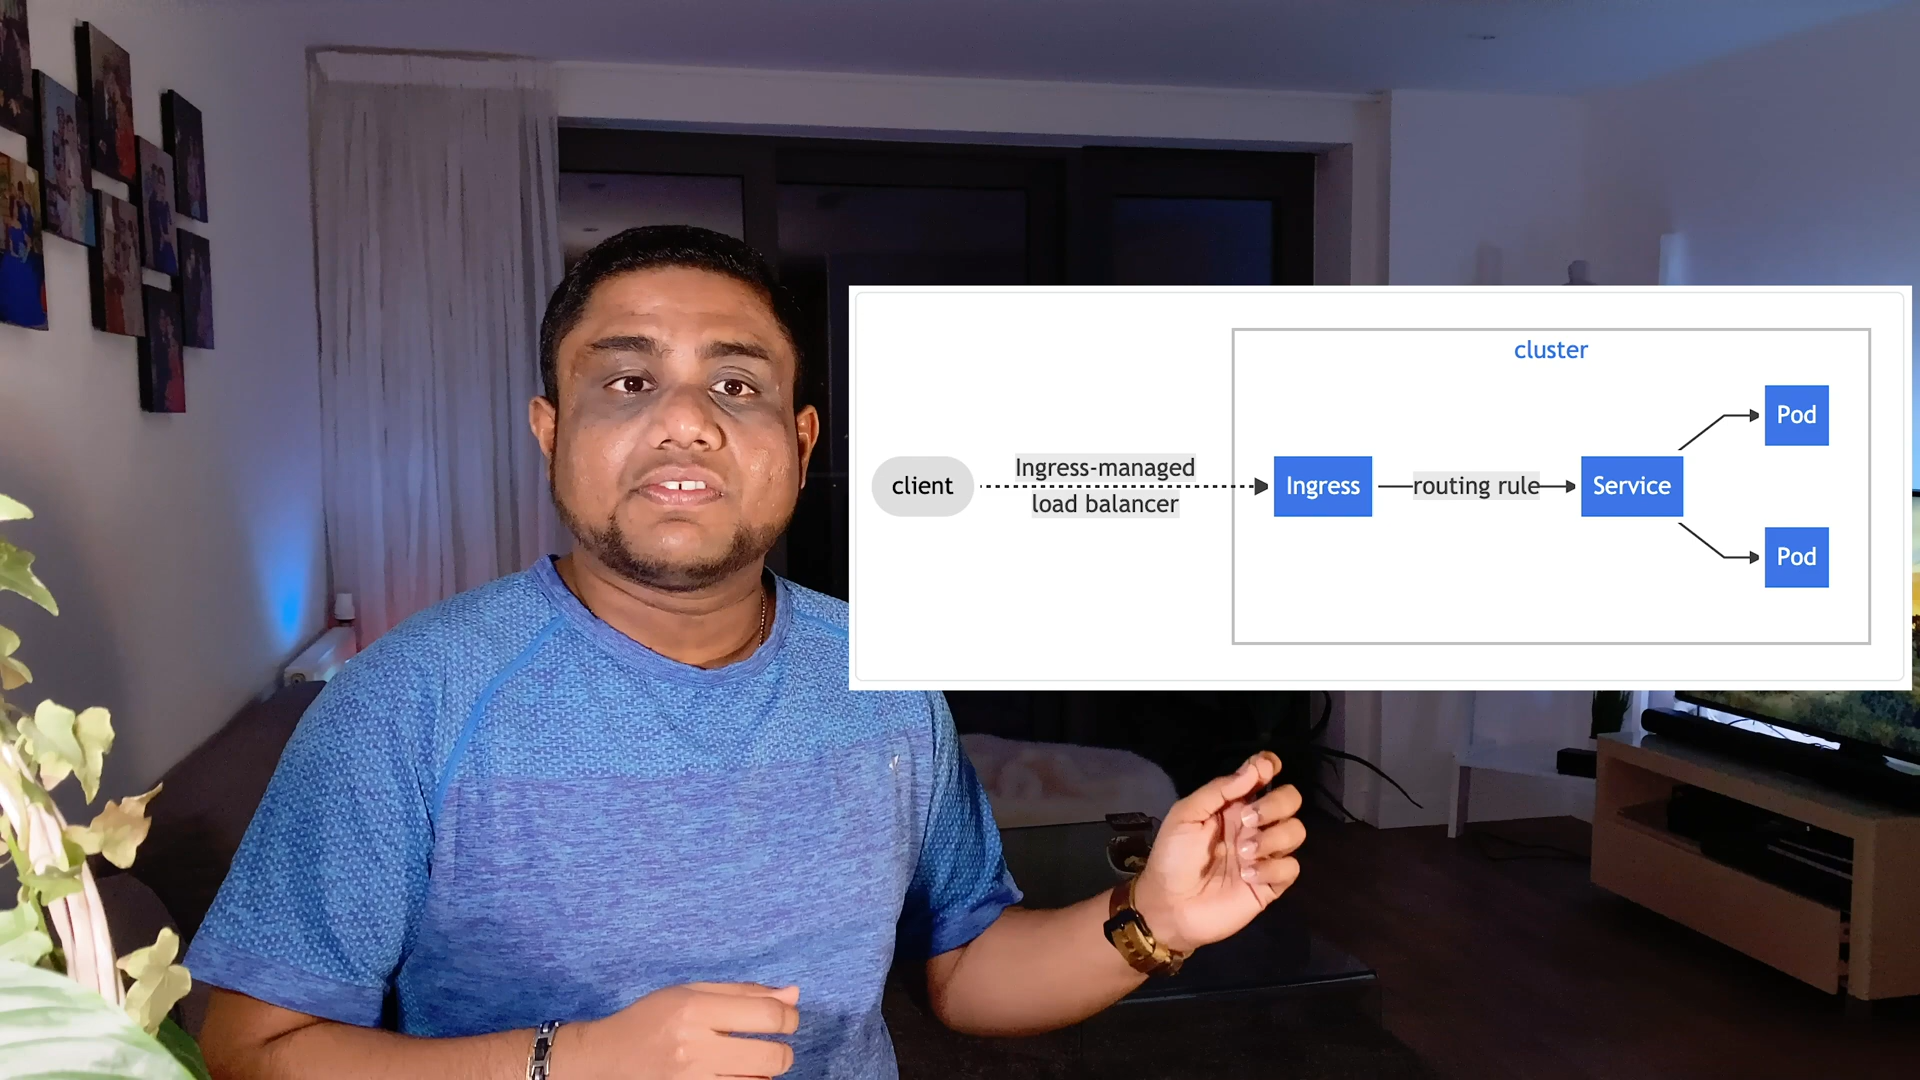 cluster
Pod
client
Ingress-managed
load balancer
Ingress
routing rule
Service
Pod